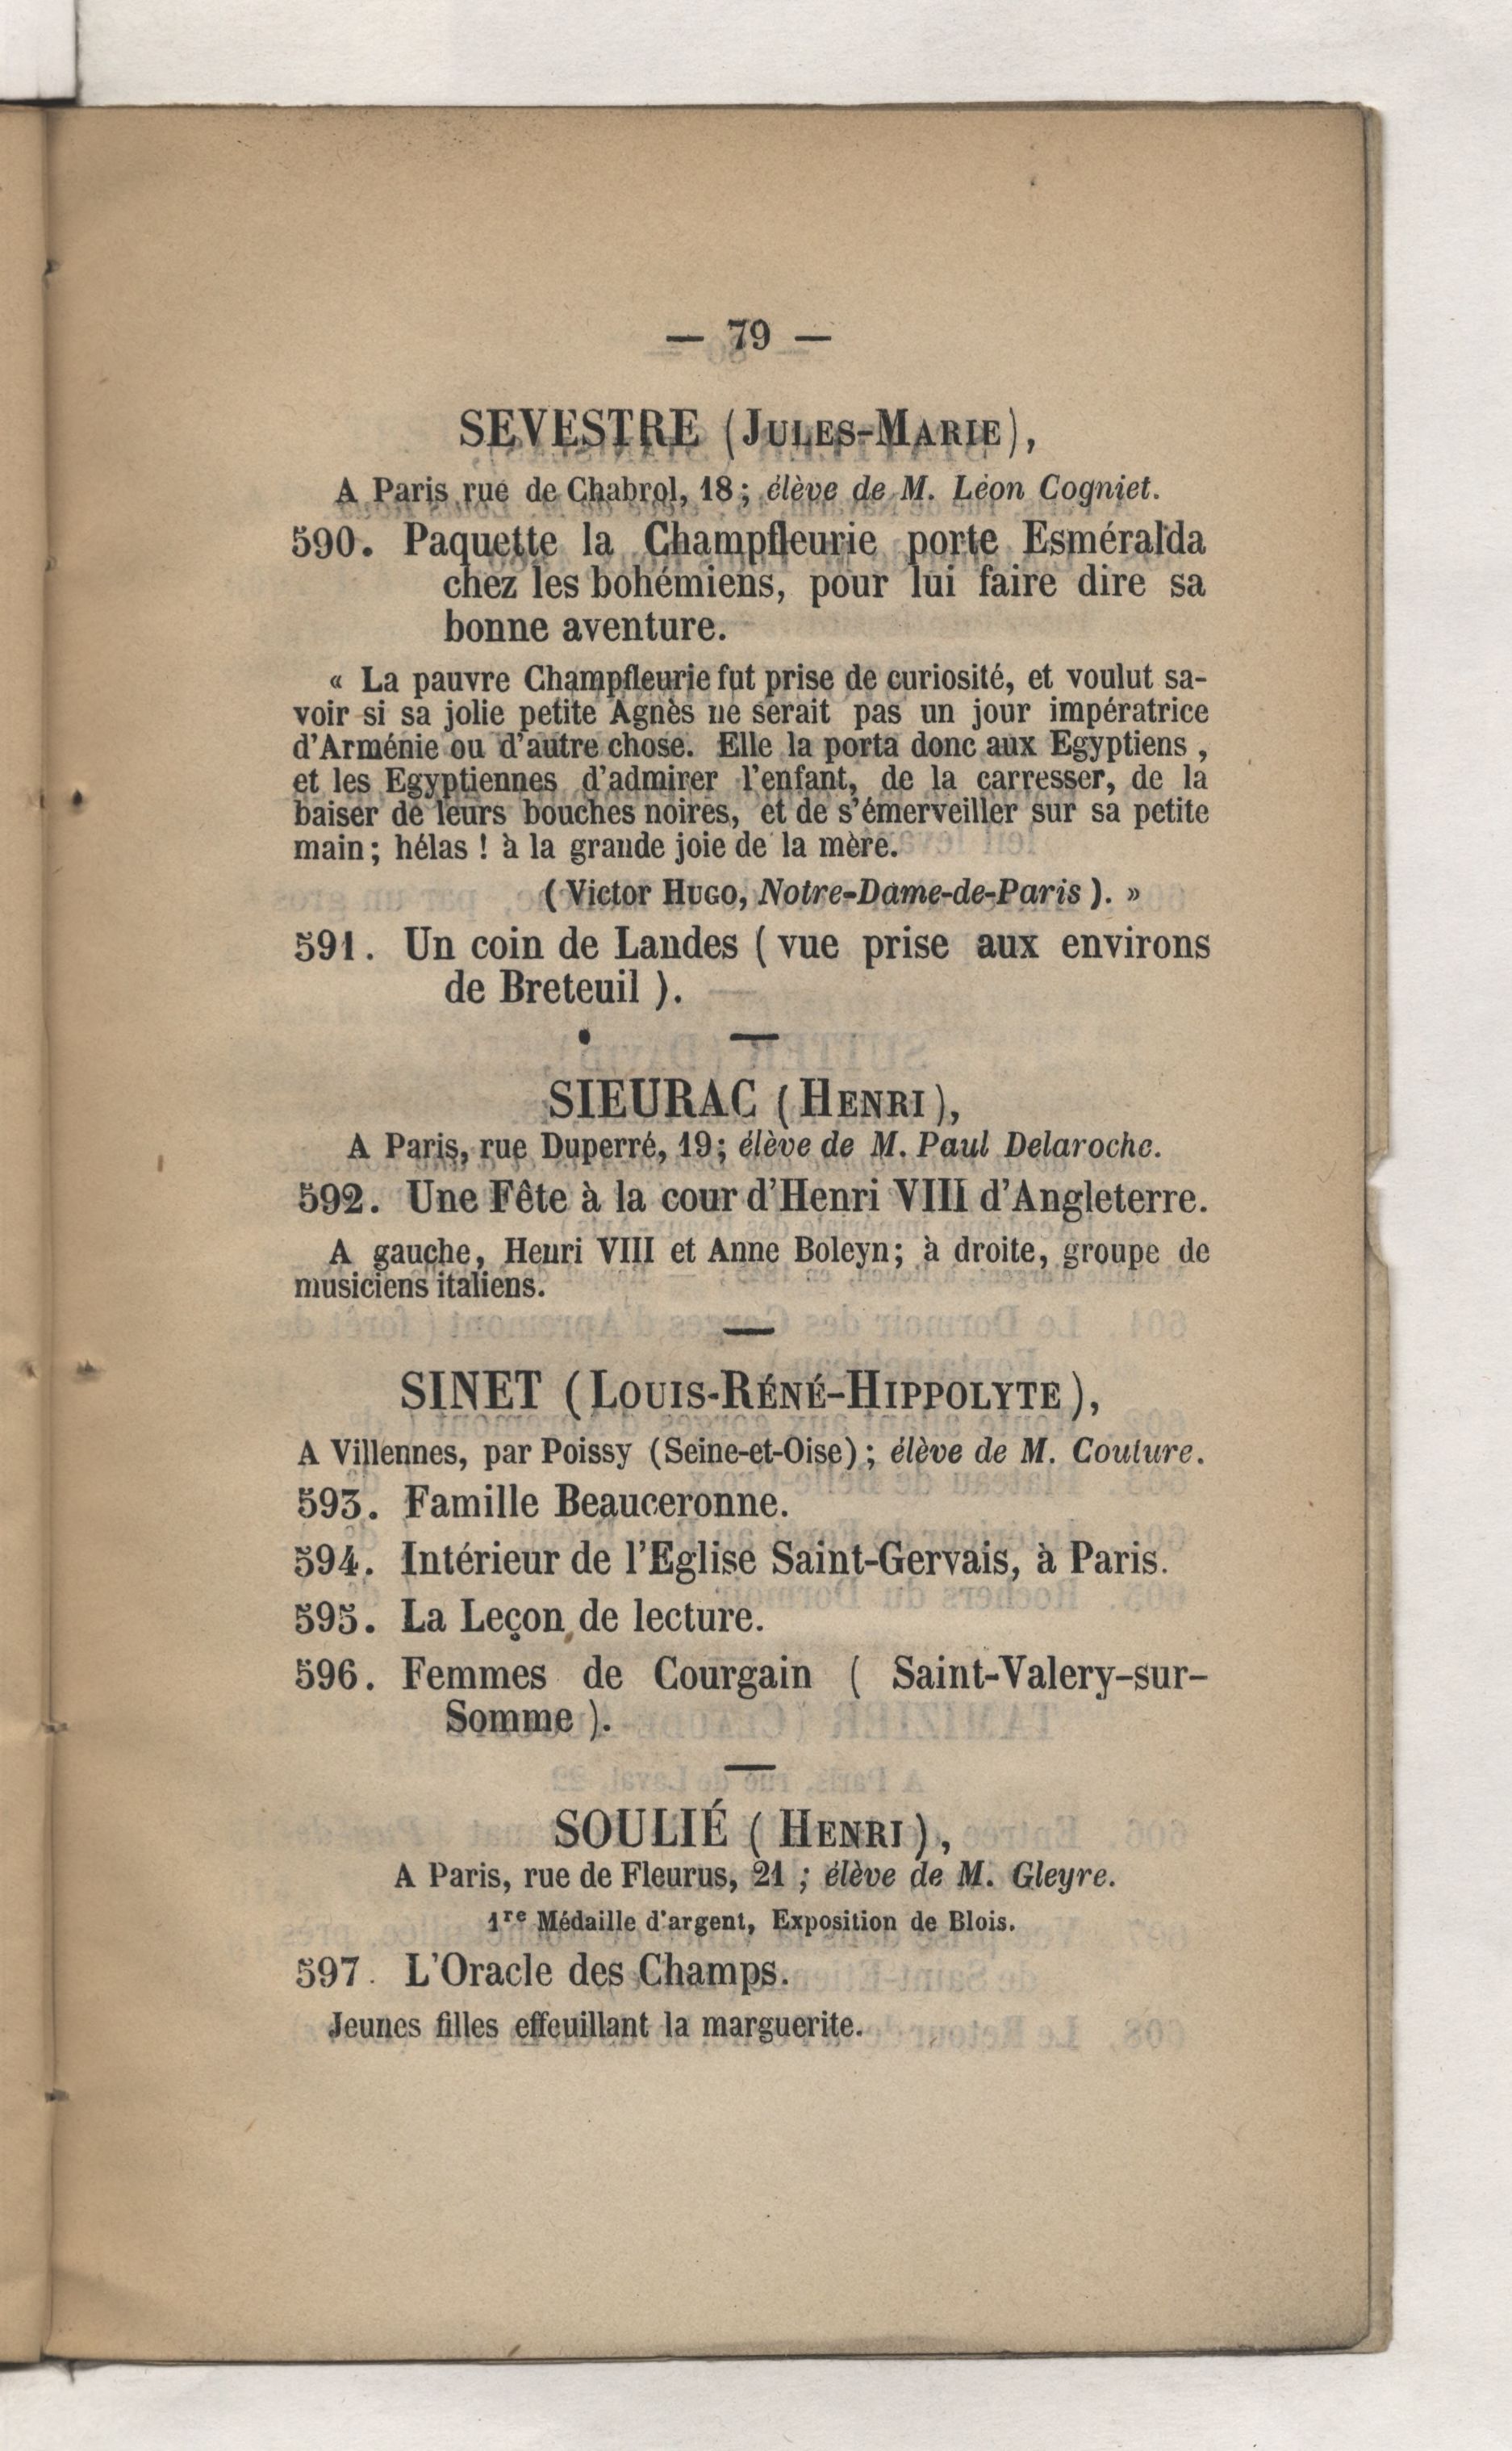 — 79 —
SEVESTRE (JULES-MARIE),
A Paris rue de Chabrol, 18; élève de M. Léon Cogniet.
590. Paquette la Champfleurie porte Esméralda
chez les bohémiens, pour lui faire dire sa
bonne aventure.
« La pauvre Champfleurie fut prise de curiosité, et voulut sa-
voir si sa jolie petite Agnès ne serait pas un jour impératrice
d'Arménie ou d'autre chose. Elle la porta donc aux Egyptiens ,
et les Egyptiennes d'admirer l'enfant, de la carresser, de la
baiser de leurs bouches noires, et de s'émerveiller sur sa petite
main; hélas ! à la grande joie de la mère.
( Victor HUGO, Notre-Dame-de-Paris ). »
591. Un coin de Landes ( vue prise aux environs
de Breteuil ).
SIEURAC (HENRI),
A Paris, rue Duperré, 19; élève de M. Paul Delaroche.
592. Une Fête à la cour d'Henri VIII d'Angleterre.
A gauche, Henri VIII et Anne Boleyn; à droite, groupe de
musiciens italiens.
SINET (LOUIS-RÉNÉ-HIPPOLYTE),
A Villennes, par Poissy (Seine-et-Oise); élève de M. Couture.
593. Famille Beauceronne.
594. Intérieur de l'Eglise Saint-Gervais, à Paris.
595. La Leçon de lecture.
596. Femmes de Courgain ( Saint-Valery-sur-
Somme ).
SOULIÉ ( HENRI ),
A Paris, rue de Fleurus, 21 ; élève de M. Gleyre.
1re Médaille d'argent, Exposition de Blois.
597. L'Oracle des Champs.
Jeunes filles effeuillant la marguerite.